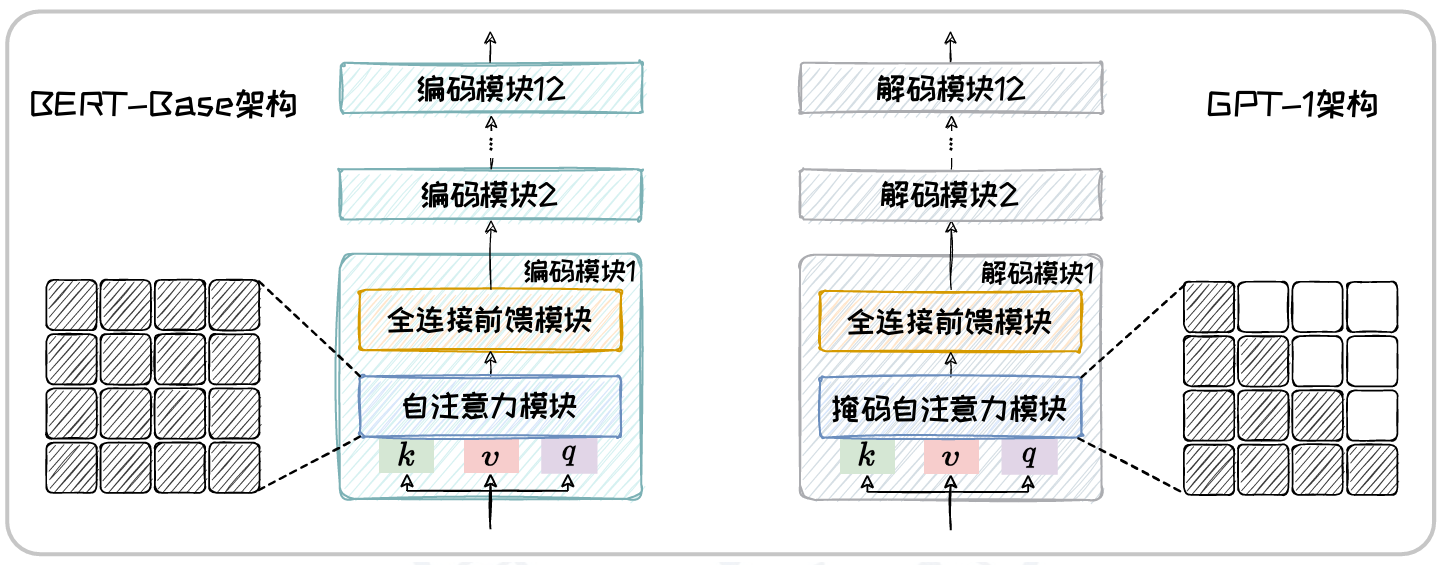 BERT-Base架构
编码模块12
...
编码模块2
编码模块1
全连接前馈模块
自注意力模块
k v q
解码模块12
...
解码模块2
解码模块1
全连接前馈模块
掩码自注意力模块
k v q
GPT-1架构